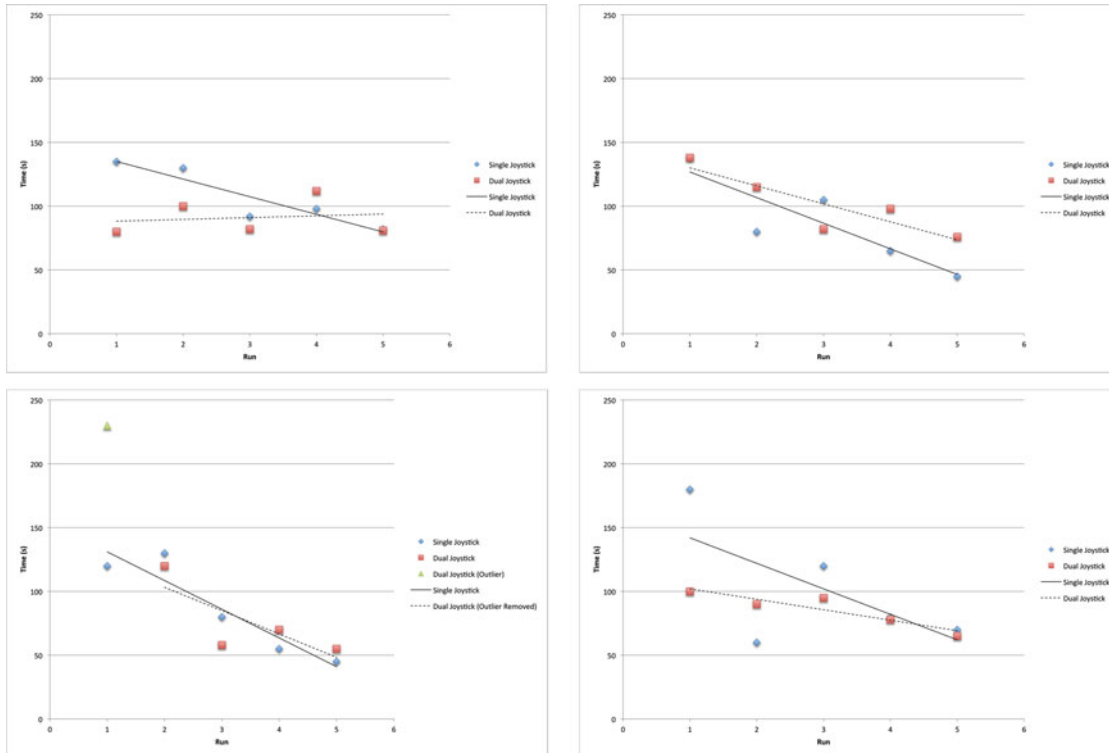 250
200
150
100
50
0
Time (s)
0 1 2 3 4 5 6
Run
Single Joystick
Dual Joystick
Single Joystick
Dual Joystick
250
200
150
100
50
0
Time (s)
0 1 2 3 4 5 6
Run
Single Joystick
Dual Joystick
Single Joystick
Dual Joystick
250
200
150
100
50
0
Time (s)
0 1 2 3 4 5 6
Run
Single Joystick
Dual Joystick
Dual Joystick (Outlier)
Single Joystick
Dual Joystick (Outlier Removed)
250
200
150
100
50
0
Time (s)
0 1 2 3 4 5 6
Run
Single Joystick
Dual Joystick
Single Joystick
Dual Joystick